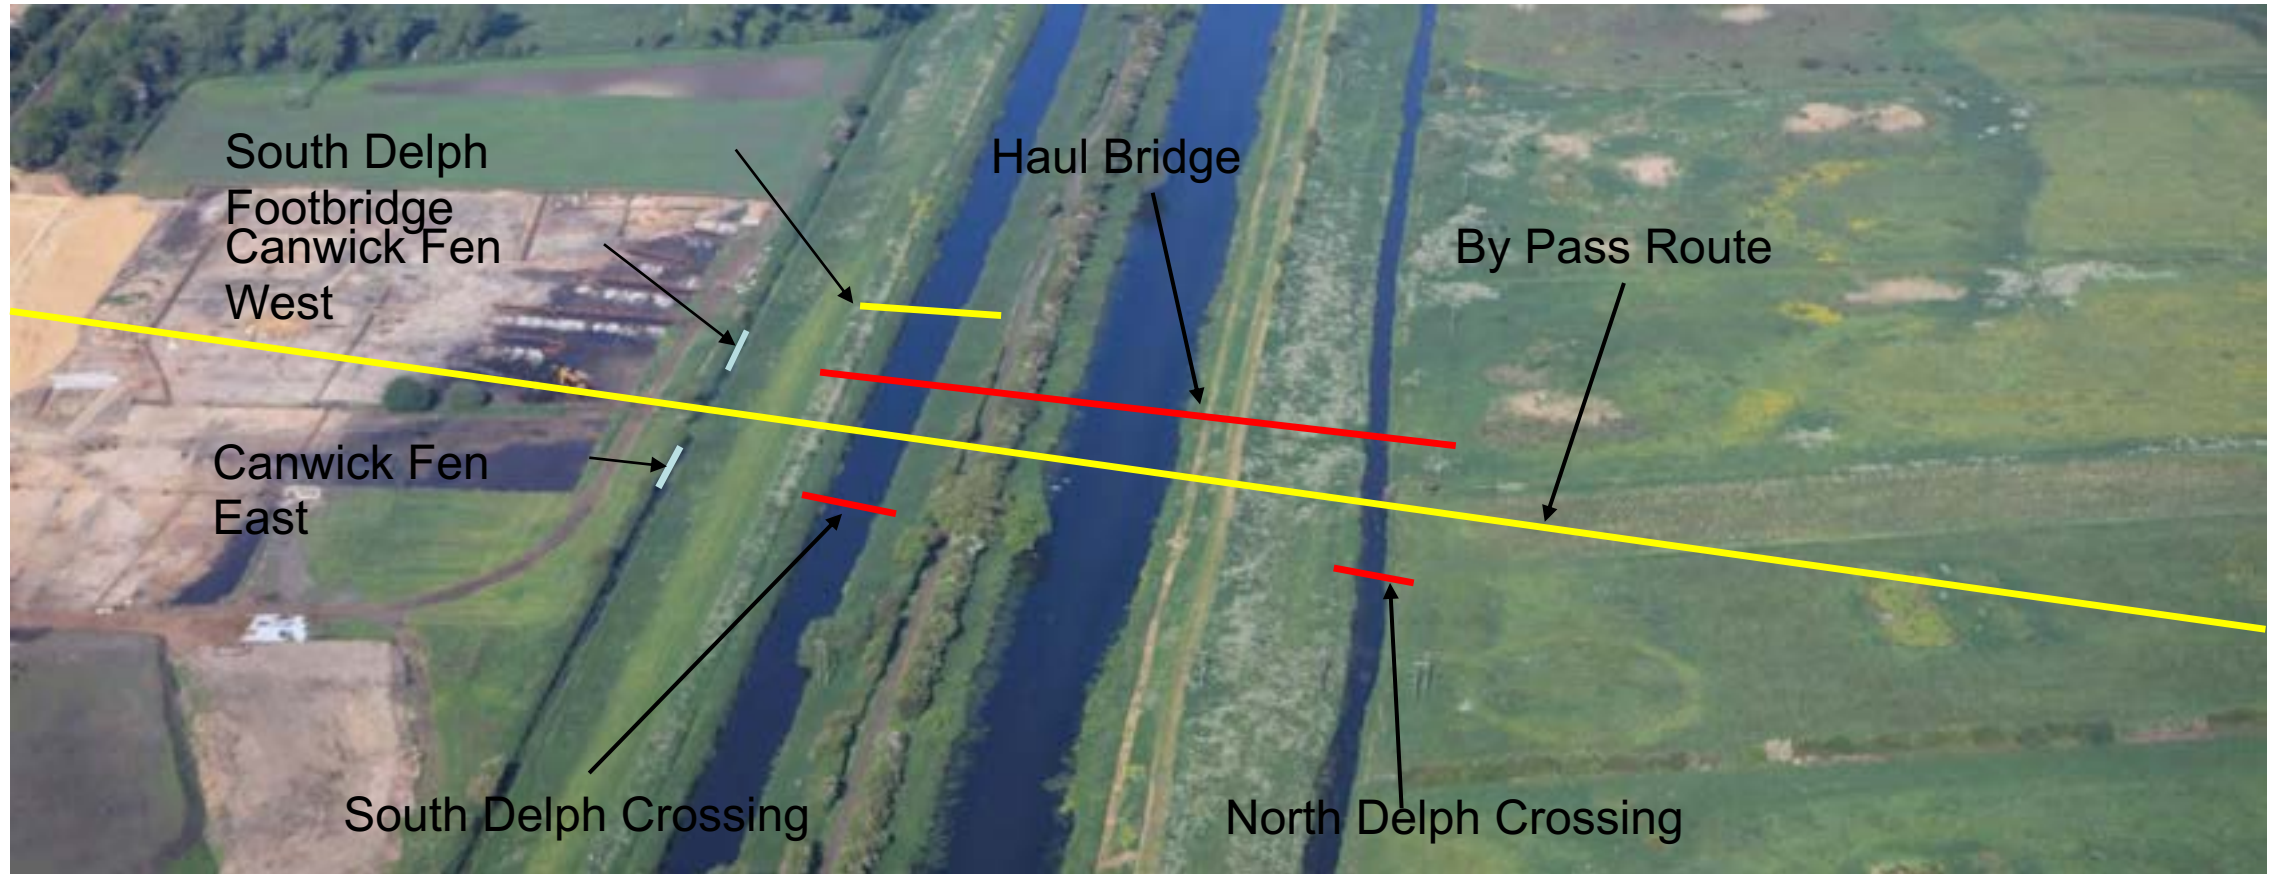 South Delph
Footbridge
Canwick Fen
West
Haul Bridge
By Pass Route
Canwick Fen
East
South Delph Crossing
North Delph Crossing